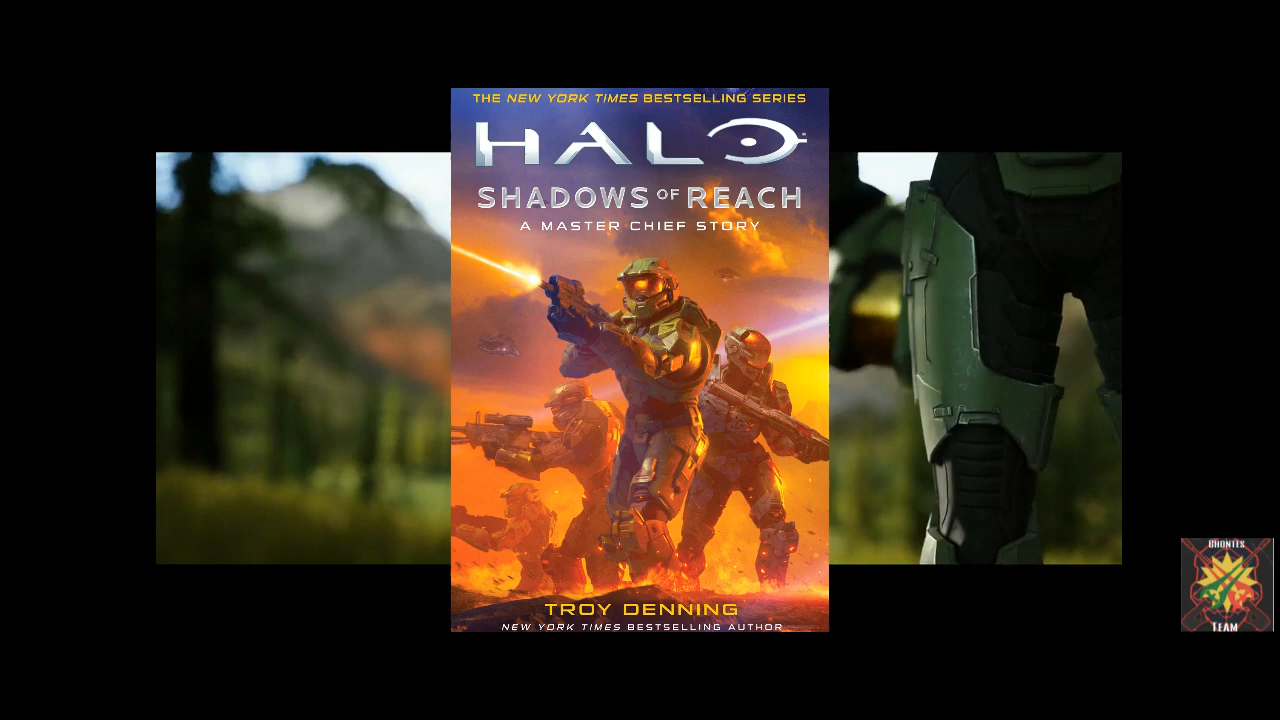 THE NEW YORK TIMES BESTSELLING SERIES
HALO
SHADOWS OF REACH
A MASTER CHIEF STORY
TROY DENNING
NEW YORK TIMES BESTSELLING AUTHOR
TEAM